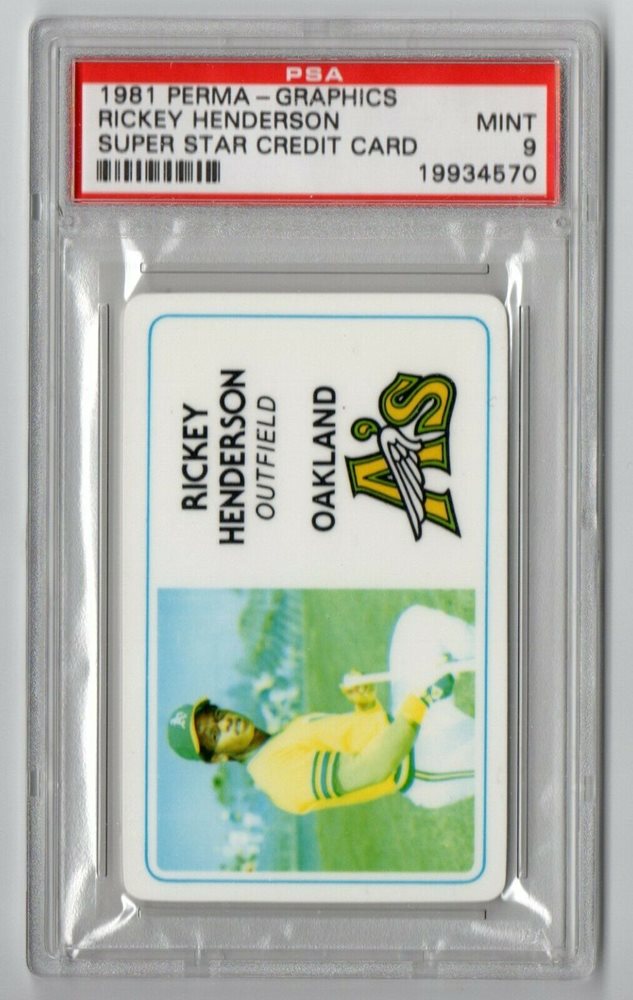 PSA
1981 PERMA-GRAPHICS
RICKEY HENDERSON MINT
SUPER STAR CREDIT CARD 9
19934570
RICKEY
HENDERSON
OUTFIELD
OAKLAND
A's